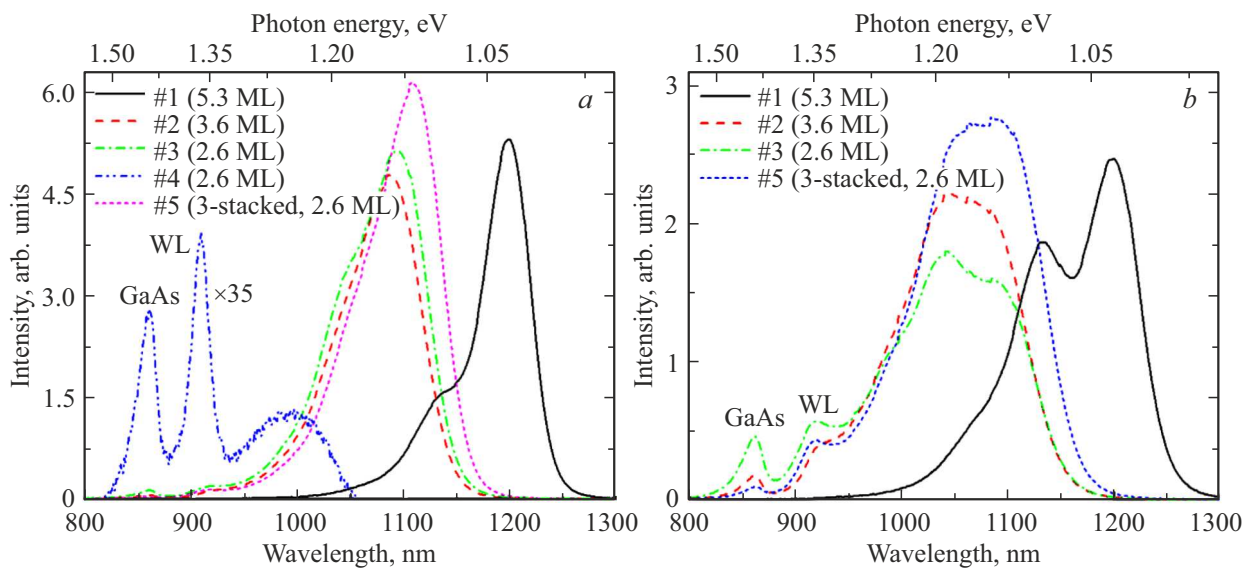 Photon energy, eV
1.50 1.35 1.20 1.05
a
6.0
4.5
3.0
1.5
0
Intensity, arb. units
#1 (5.3 ML)
#2 (3.6 ML)
#3 (2.6 ML)
#4 (2.6 ML)
#5 (3-stacked, 2.6 ML)
WL
GaAs
×35
800 900 1000 1100 1200 1300
Wavelength, nm
Photon energy, eV
1.50 1.35 1.20 1.05
b
3
2
1
0
Intensity, arb. units
#1 (5.3 ML)
#2 (3.6 ML)
#3 (2.6 ML)
#5 (3-stacked, 2.6 ML)
GaAs
WL
800 900 1000 1100 1200 1300
Wavelength, nm